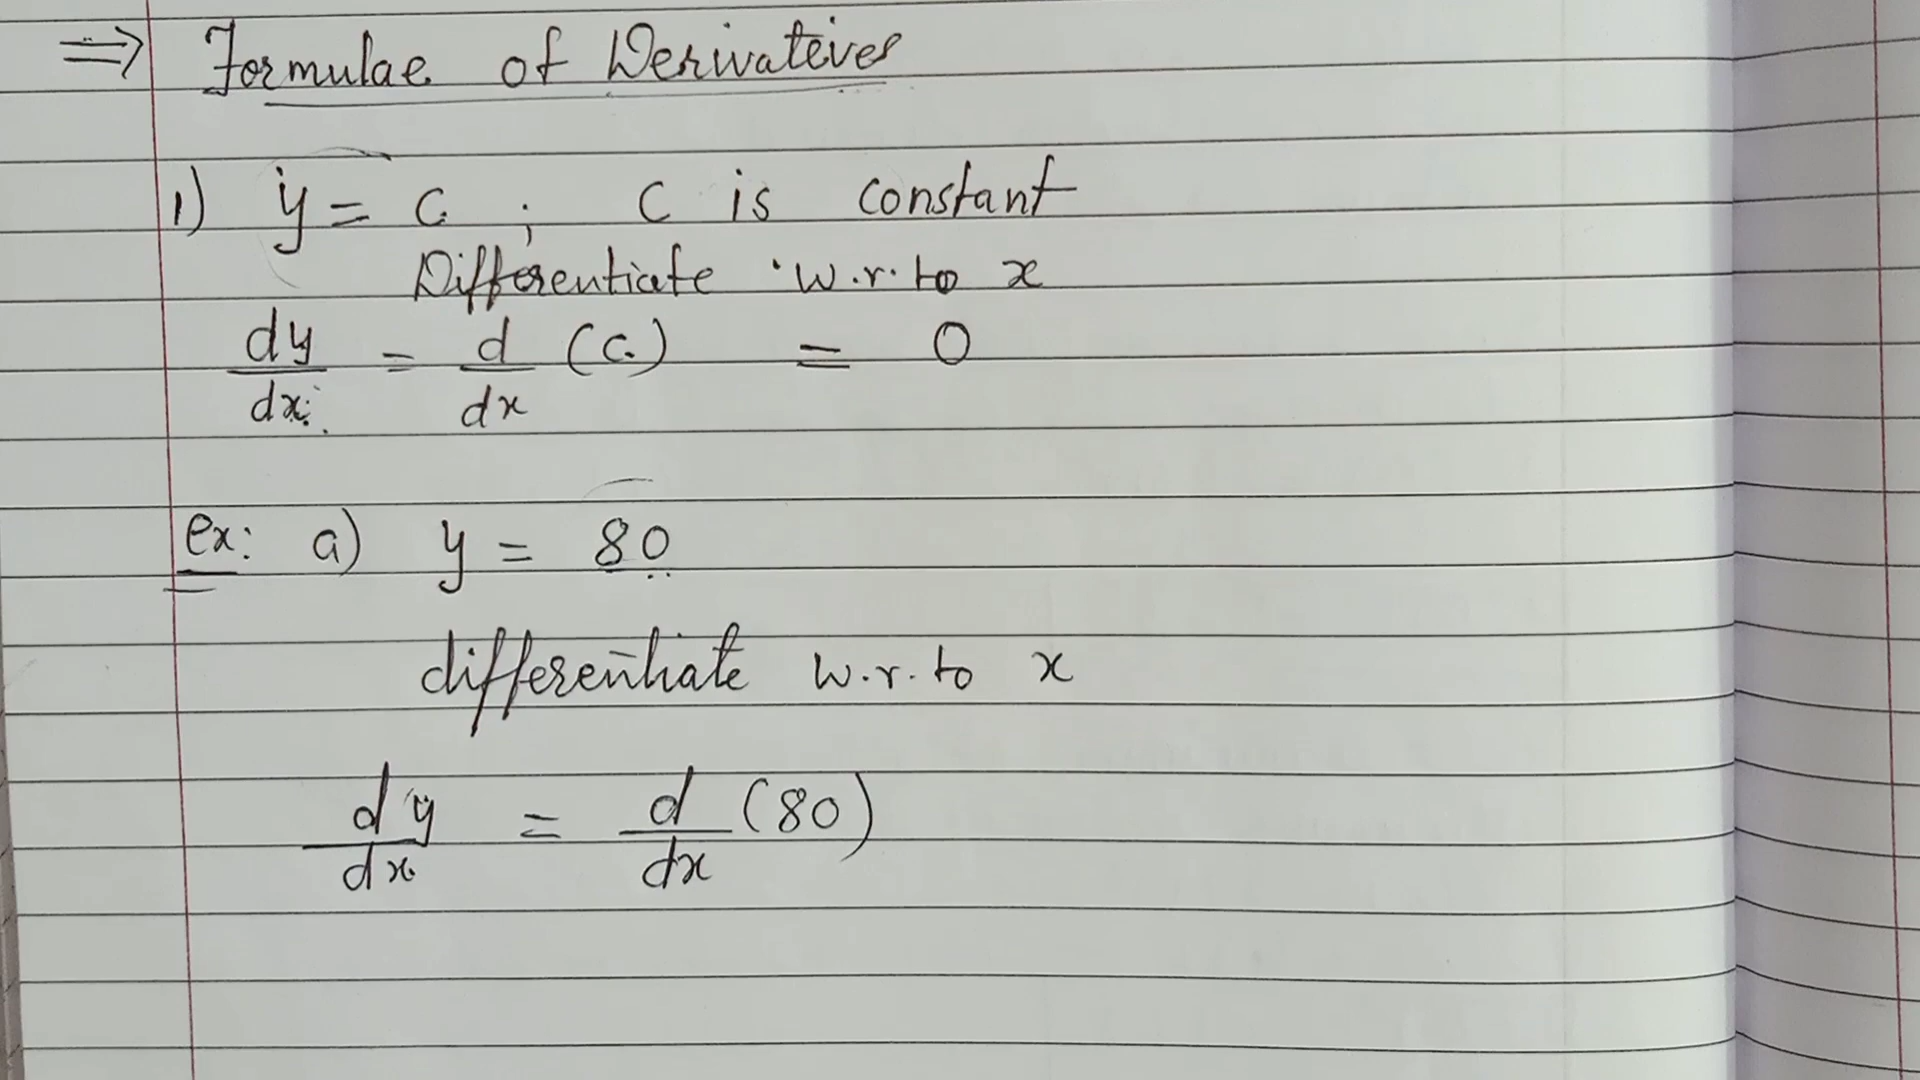 ⇒ Formulae of Derivatives
1) y = c ; c is constant
Differentiate w.r. to x
dy/dx = d/dx (c) = 0
ex: a) y = 80
differentiate w.r. to x
dy/dx = d/dx (80)